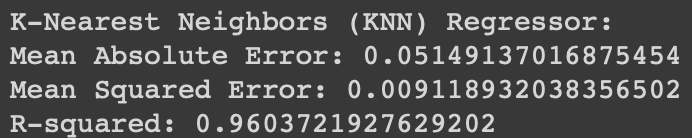 K-Nearest Neighbors (KNN) Regressor:
Mean Absolute Error: 0.05149137016875454
Mean Squared Error: 0.009118932038356502
R-squared: 0.9603721927629202